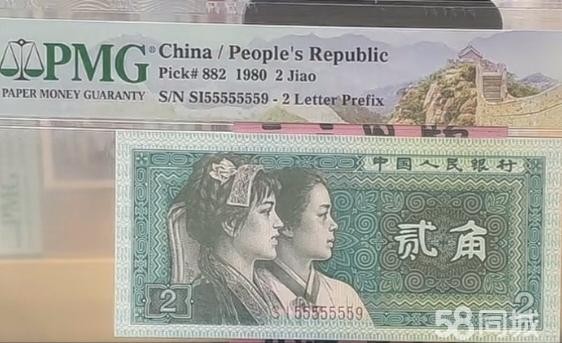 PMG® China / People's Republic
Pick# 882 1980 2 Jiao
PAPER MONEY GUARANTY S/N SI55555559 - 2 Letter Prefix
中国人民银行
贰角
2
SI55555559
2
58同城